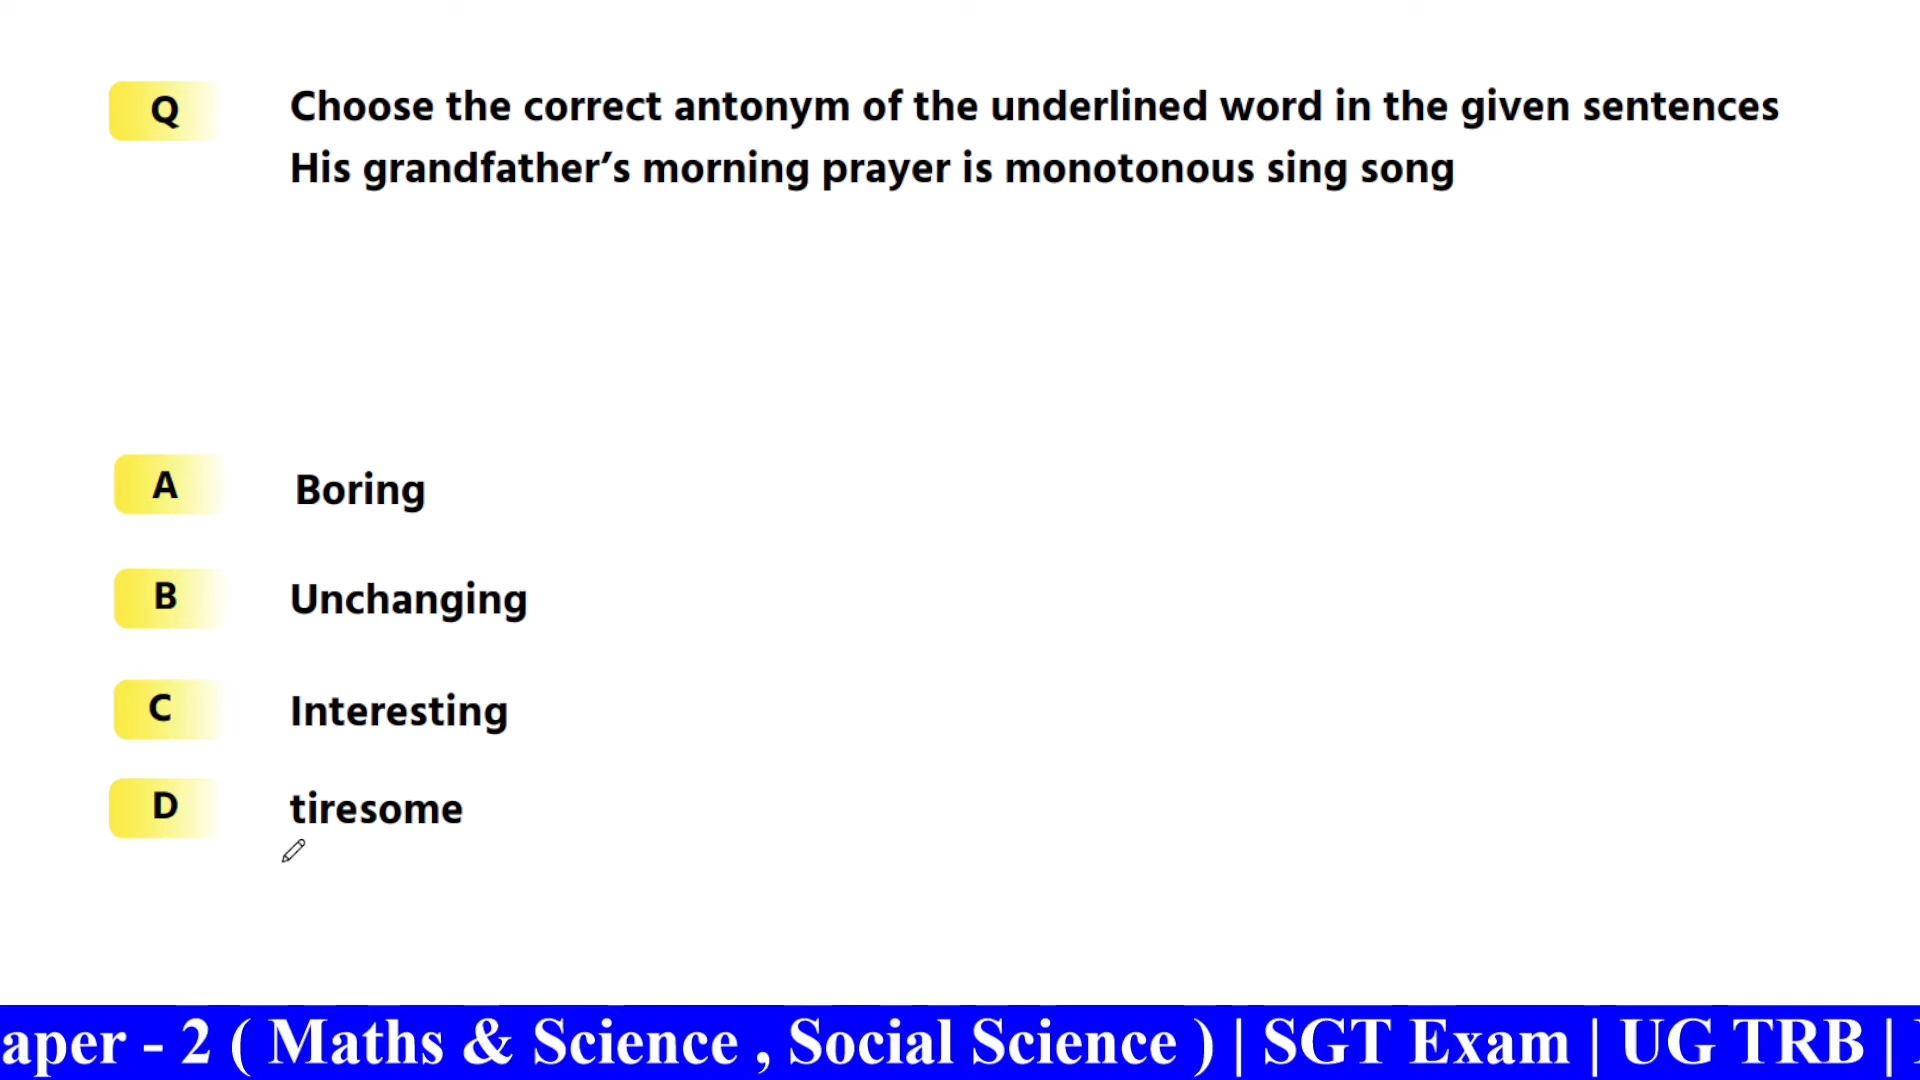 Q Choose the correct antonym of the underlined word in the given sentences
His grandfather’s morning prayer is monotonous sing song
A Boring
B Unchanging
C Interesting
D tiresome
aper - 2 ( Maths & Science , Social Science ) | SGT Exam | UG TRB |